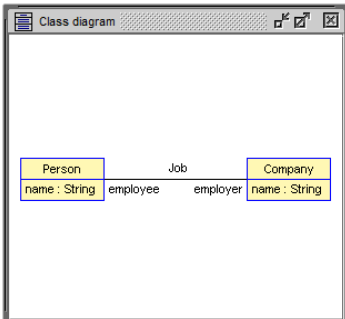 Class diagram
Person
Job
Company
name : String
employee
employer
name : String